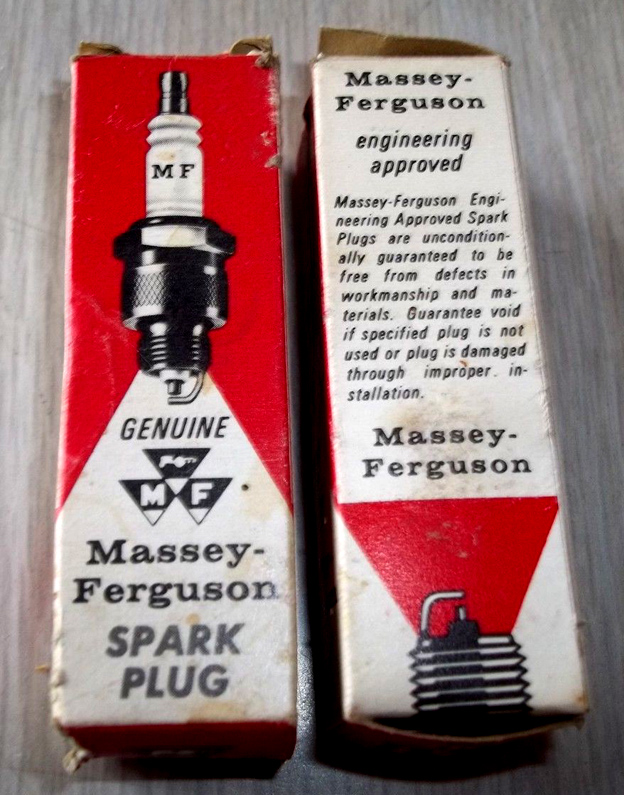 MF
GENUINE
M F
Massey-
Ferguson
SPARK
PLUG
Massey-
Ferguson
engineering
approved
Massey-Ferguson Engi-
neering Approved Spark
Plugs are uncondition-
ally guaranteed to be
free from defects in
workmanship and ma-
terials. Guarantee void
if specified plug is not
used or plug is damaged
through improper in-
stallation.
Massey-
Ferguson